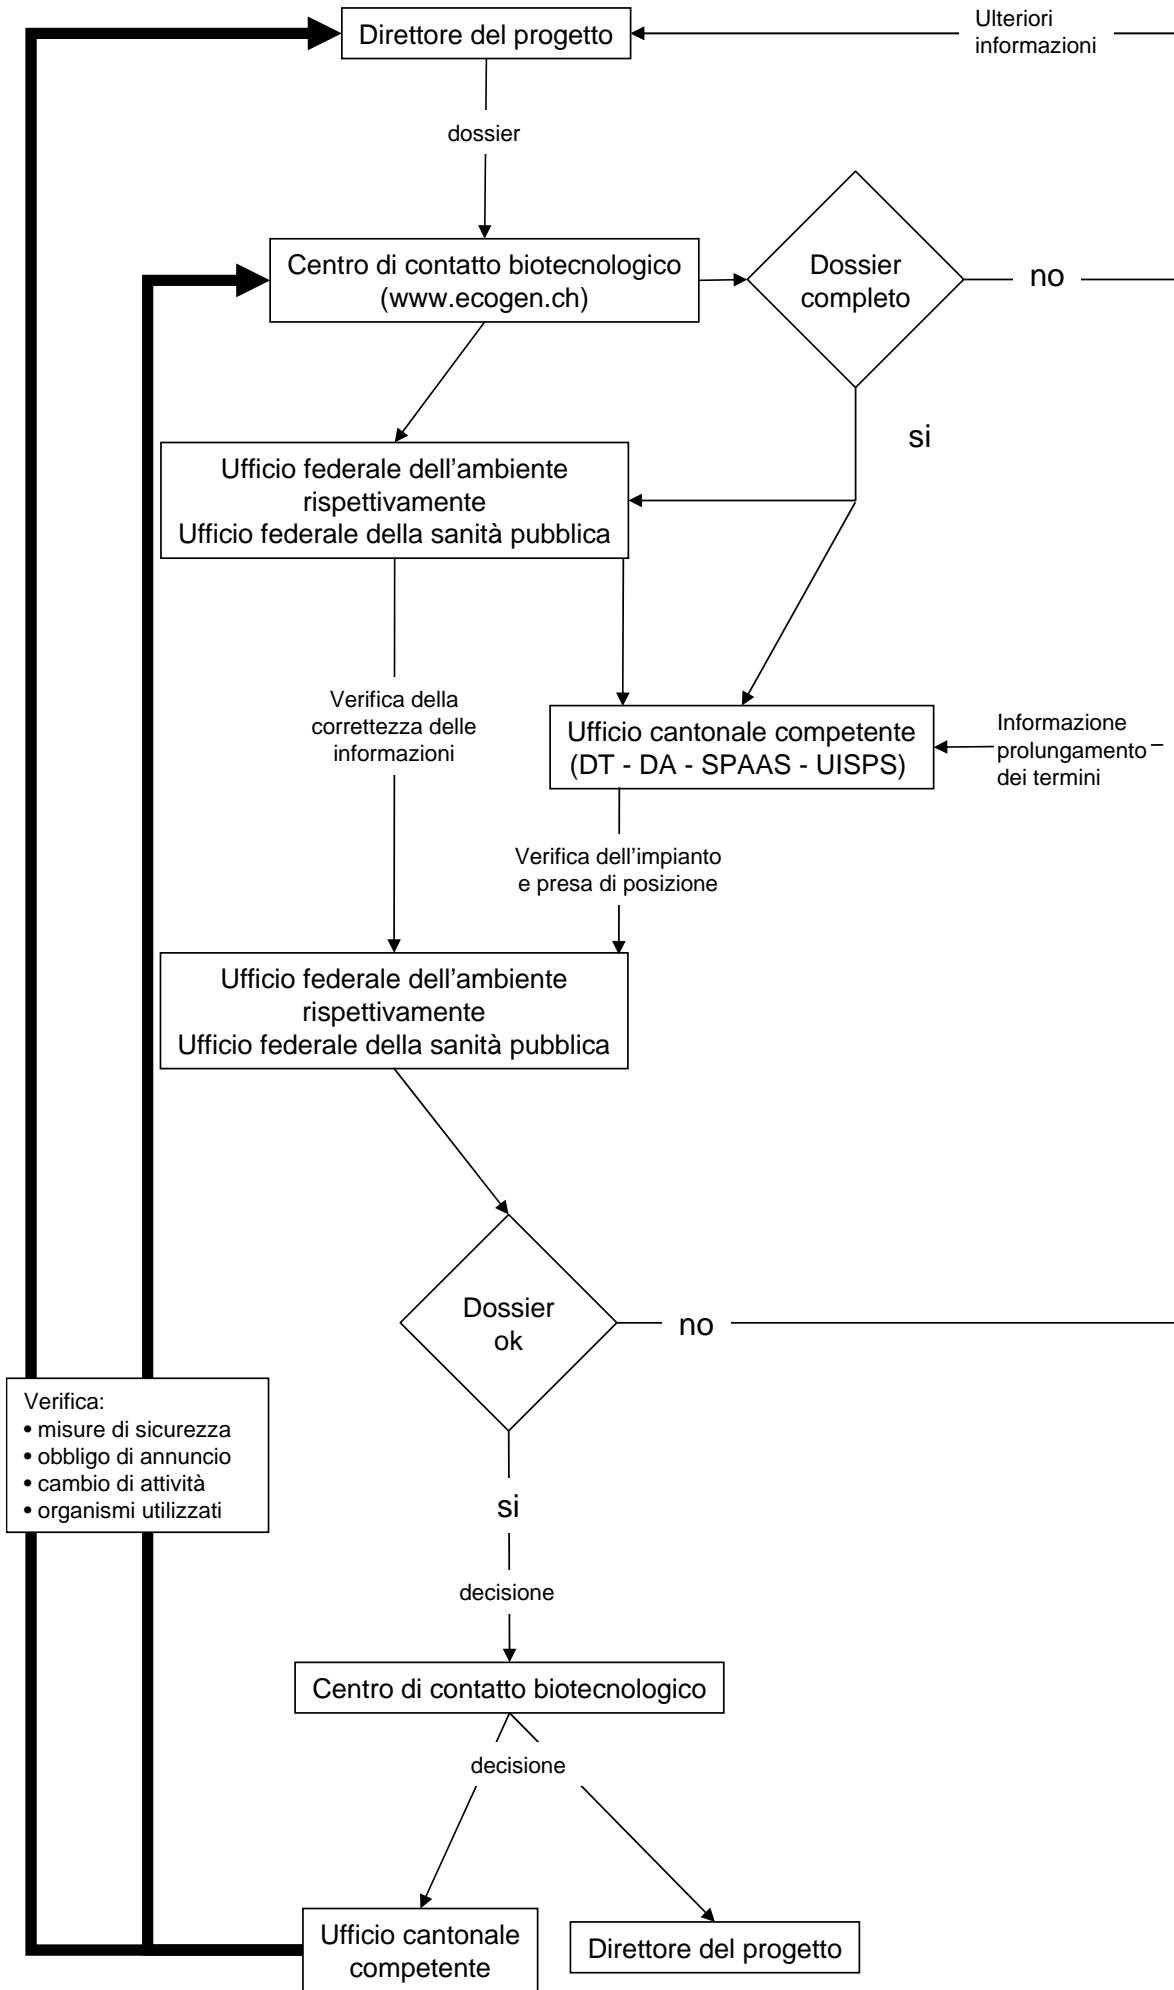 Direttore del progetto
Ulteriori
informazioni
dossier
Centro di contatto biotecnologico
(www.ecogen.ch)
Dossier
completo
no
si
Ufficio federale dell'ambiente
rispettivamente
Ufficio federale della sanità pubblica
Verifica della
correttezza delle
informazioni
Ufficio cantonale competente
(DT - DA - SPAAS - UISPS)
Informazione
prolungamento
dei termini
Verifica dell'impianto
e presa di posizione
Ufficio federale dell'ambiente
rispettivamente
Ufficio federale della sanità pubblica
Dossier
ok
no
Verifica:
• misure di sicurezza
• obbligo di annuncio
• cambio di attività
• organismi utilizzati
si
decisione
Centro di contatto biotecnologico
decisione
Ufficio cantonale
competente
Direttore del progetto